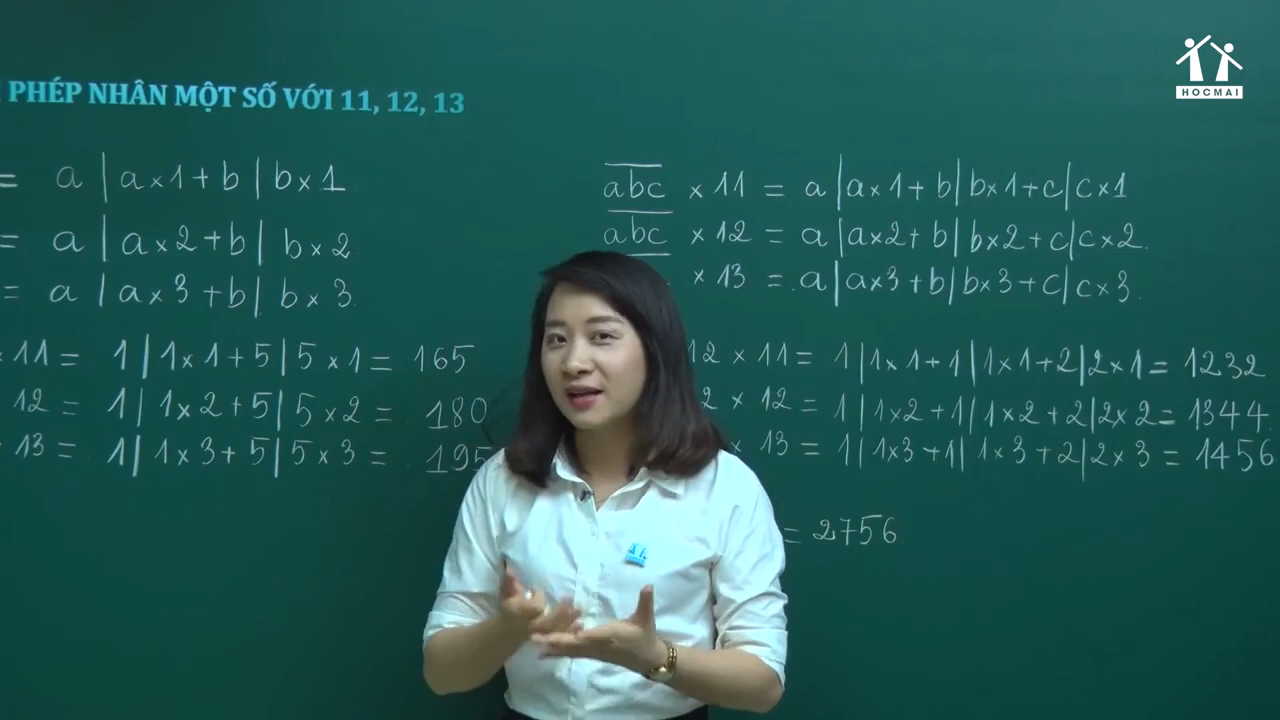 HOCMAI
PHÉP NHÂN MỘT SỐ VỚI 11, 12, 13
= a | a×1+b | b×1
= a | a×2+b | b×2
= a | a×3+b | b×3
abc × 11 = a|a×1+b|b×1+c|c×1
abc × 12 = a|a×2+b|b×2+c|c×2
× 13 = a|a×3+b|b×3+c|c×3
×11 = 1|1×1+5|5×1 = 165
12 = 1|1×2+5|5×2 = 180
13 = 1|1×3+5|5×3 = 195
12 × 11 = 1|1×1+1|1×1+2|2×1 = 1232
2 × 12 = 1|1×2+1|1×2+2|2×2 = 1344
× 13 = 1|1×3+1|1×3+2|2×3 = 1456
= 2756